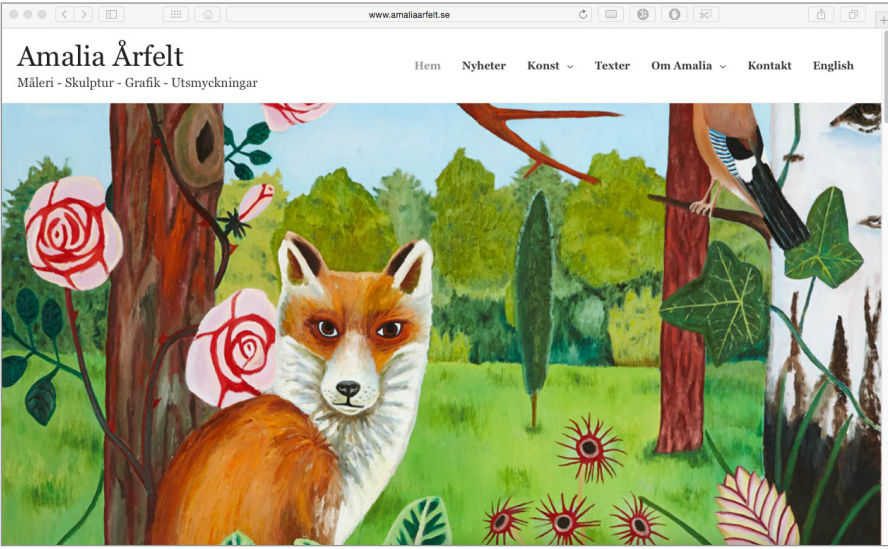 www.amaliaarfelt.se
Amalia Årfelt
Måleri - Skulptur - Grafik - Utsmyckningar
Hem Nyheter Konst Texter Om Amalia Kontakt English